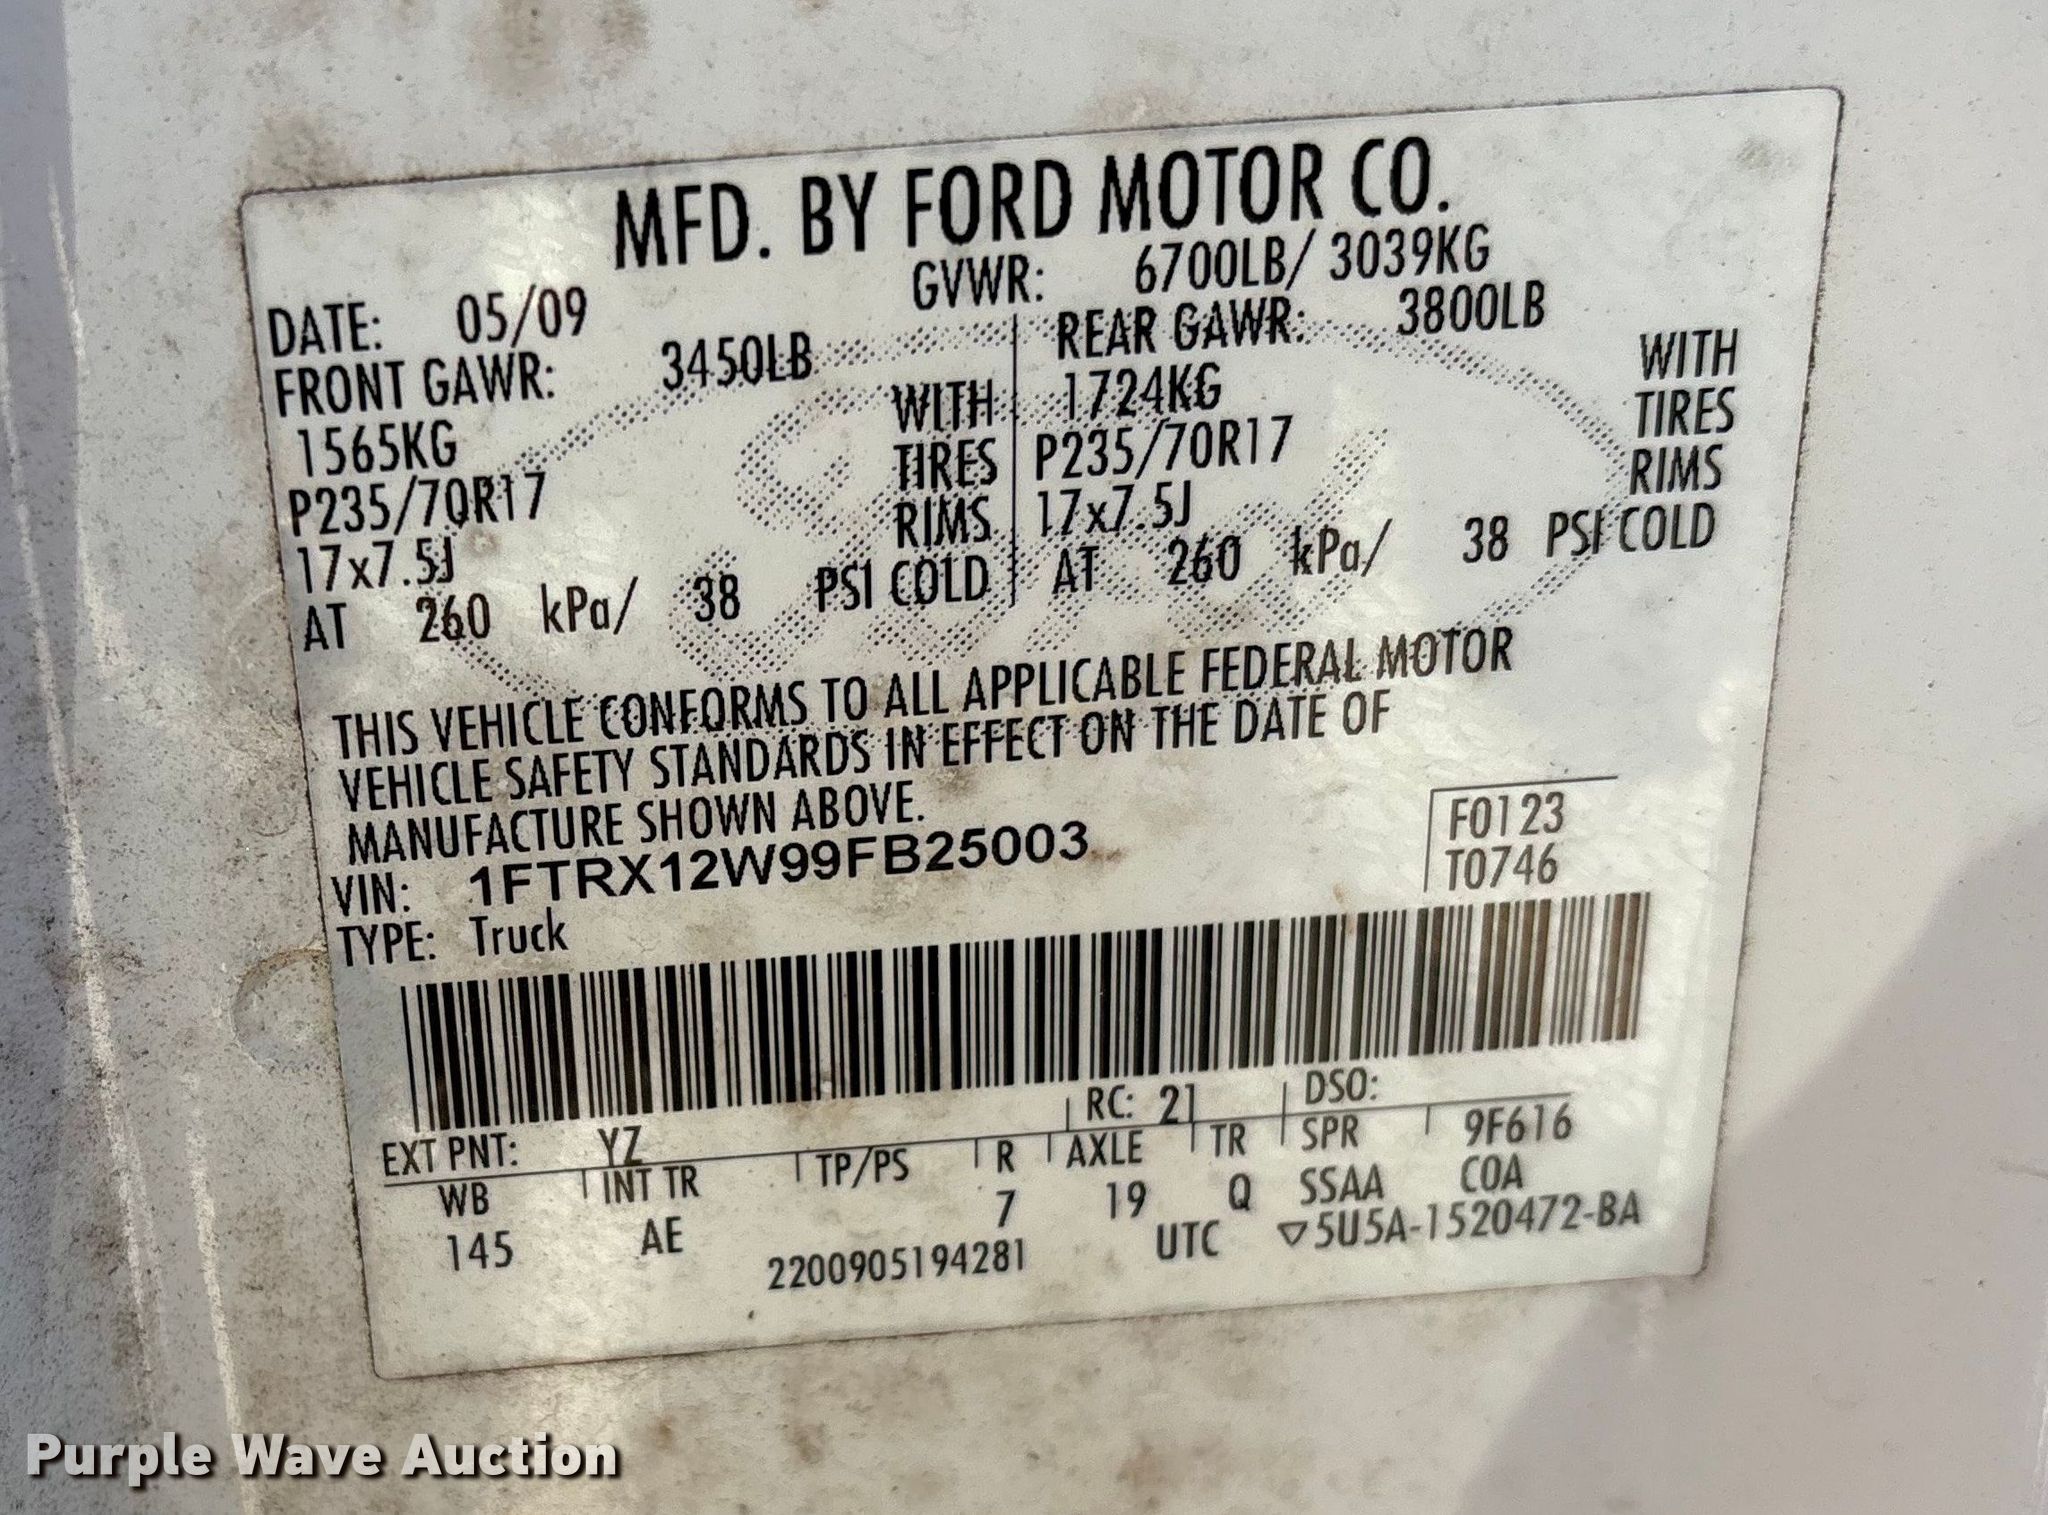 MFD. BY FORD MOTOR CO.
DATE: 05/09 GVWR: 6700LB/ 3039KG
FRONT GAWR: 3450LB REAR GAWR: 3800LB
1565KG WITH 1724KG WITH
P235/70R17 TIRES P235/70R17 TIRES
17x7.5J RIMS 17x7.5J RIMS
AT 260 kPa/ 38 PSI COLD AT 260 kPa/ 38 PSI COLD
THIS VEHICLE CONFORMS TO ALL APPLICABLE FEDERAL MOTOR
VEHICLE SAFETY STANDARDS IN EFFECT ON THE DATE OF
MANUFACTURE SHOWN ABOVE.
VIN: 1FTRX12W99FB25003
F0123
T0746
TYPE: Truck
EXT PNT: YZ RC: 21 DSO:
WB INT TR TP/PS R AXLE TR SPR 9F616
145 AE 7 19 Q SSAA COA
2200905194281 UTC ▽5U5A-1520472-BA
Purple Wave Auction